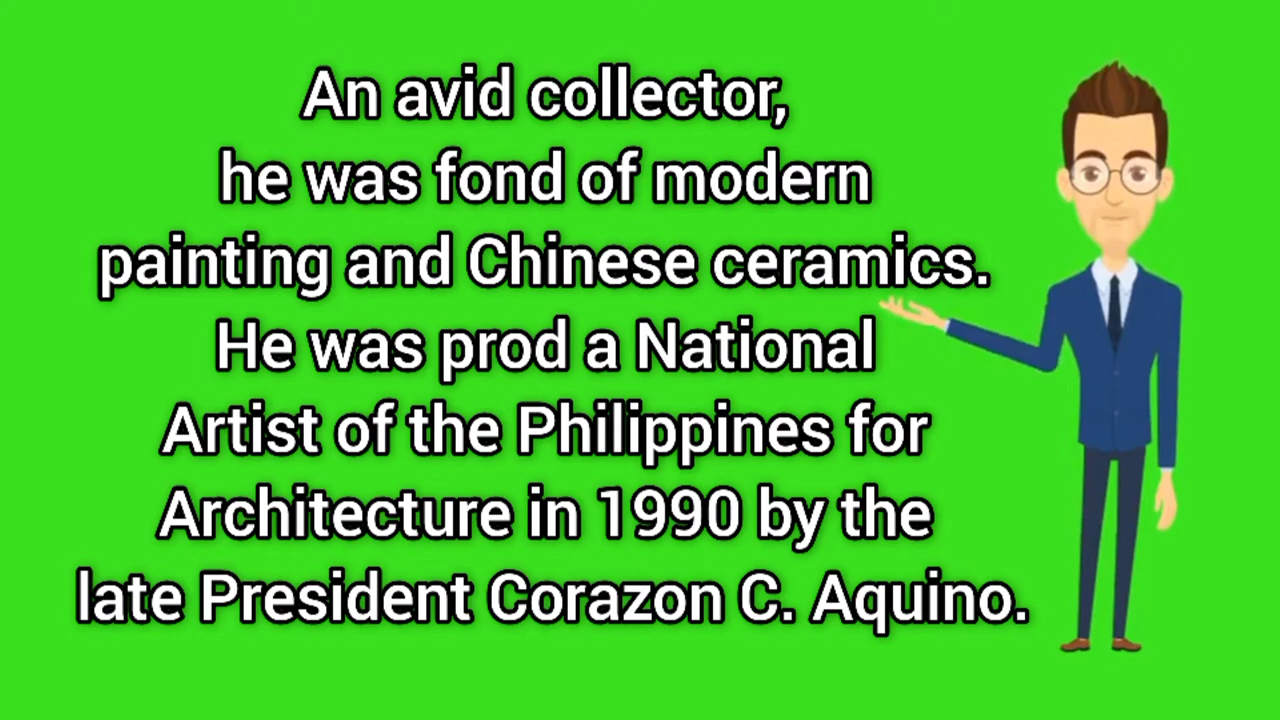 An avid collector,
he was fond of modern
painting and Chinese ceramics.
He was prod a National
Artist of the Philippines for
Architecture in 1990 by the
late President Corazon C. Aquino.